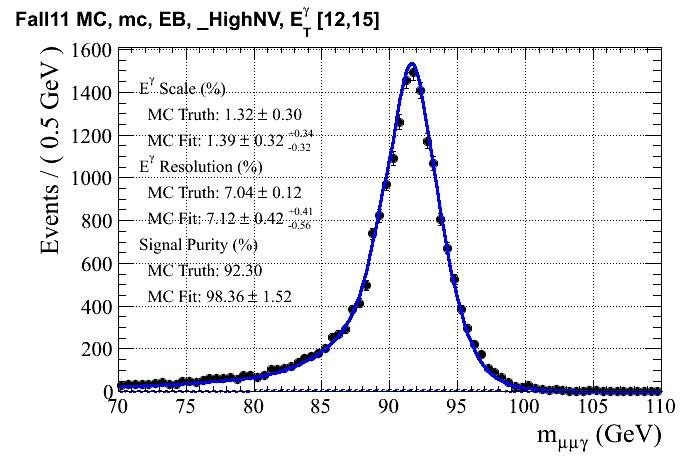 Fall11 MC, mc, EB, _HighNV, E_T^γ [12,15]
Events / ( 0.5 GeV )
1600
1400
1200
1000
800
600
400
200
0
E^γ Scale (%)
MC Truth: 1.32 ± 0.30
MC Fit: 1.39 ± 0.32 +0.34 -0.32
E^γ Resolution (%)
MC Truth: 7.04 ± 0.12
MC Fit: 7.12 ± 0.42 +0.41 -0.56
Signal Purity (%)
MC Truth: 92.30
MC Fit: 98.36 ± 1.52
70 75 80 85 90 95 100 105 110
m_μμγ (GeV)